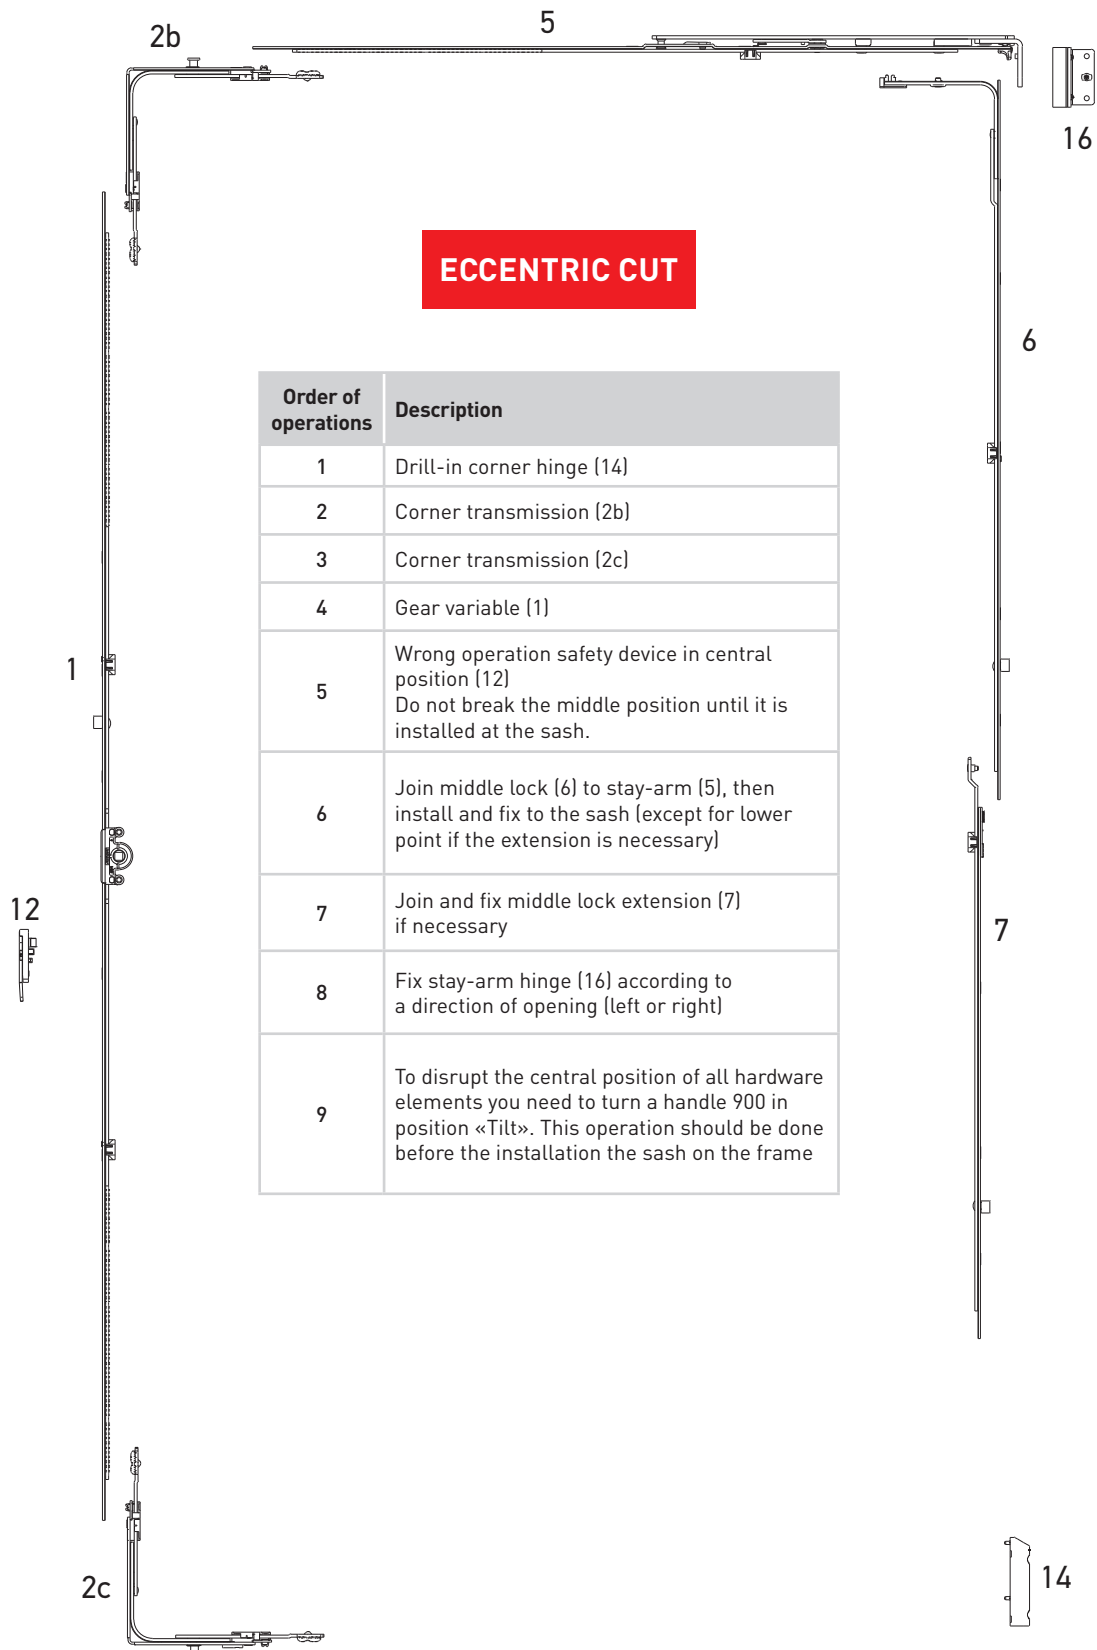 5
2b
16
ECCENTRIC CUT
6
Order of
operations
Description
1
Drill-in corner hinge (14)
2
Corner transmission (2b)
3
Corner transmission (2c)
4
Gear variable (1)
5
Wrong operation safety device in central
position (12)
Do not break the middle position until it is
installed at the sash.
6
Join middle lock (6) to stay-arm (5), then
install and fix to the sash (except for lower
point if the extension is necessary)
7
Join and fix middle lock extension (7)
if necessary
8
Fix stay-arm hinge (16) according to
a direction of opening (left or right)
9
To disrupt the central position of all hardware
elements you need to turn a handle 900 in
position «Tilt». This operation should be done
before the installation the sash on the frame
1
12
7
2c
14